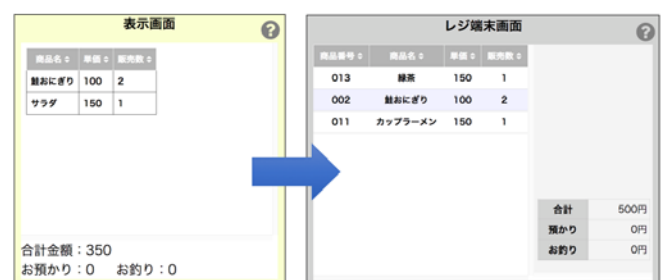 表示画面
?
商品名 単価 販売数
鮭おにぎり 100 2
サラダ 150 1
合計金額：350
お預かり：0 お釣り：0
レジ端末画面
?
商品番号 商品名 単価 販売数
013 緑茶 150 1
002 鮭おにぎり 100 2
011 カップラーメン 150 1
合計 500円
預かり 0円
お釣り 0円